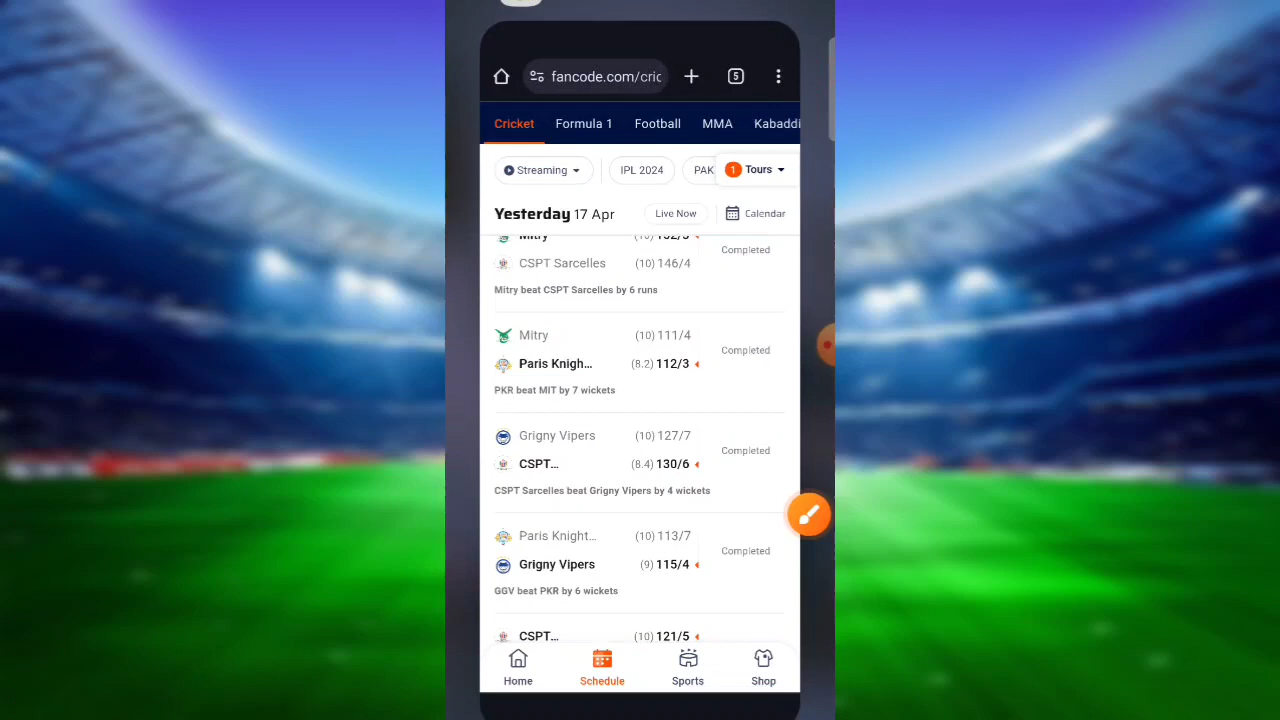 fancode.com/cric
5
Cricket Formula 1 Football MMA Kabaddi
Streaming IPL 2024 PAK 1 Tours
Yesterday 17 Apr Live Now Calendar
Mitry
CSPT Sarcelles (10) 146/4 Completed
Mitry beat CSPT Sarcelles by 6 runs
Mitry (10) 111/4
Paris Knigh... (8.2) 112/3 Completed
PKR beat MIT by 7 wickets
Grigny Vipers (10) 127/7
CSPT... (8.4) 130/6 Completed
CSPT Sarcelles beat Grigny Vipers by 4 wickets
Paris Knight... (10) 113/7
Grigny Vipers (9) 115/4 Completed
GGV beat PKR by 6 wickets
CSPT... (10) 121/5
Home Schedule Sports Shop